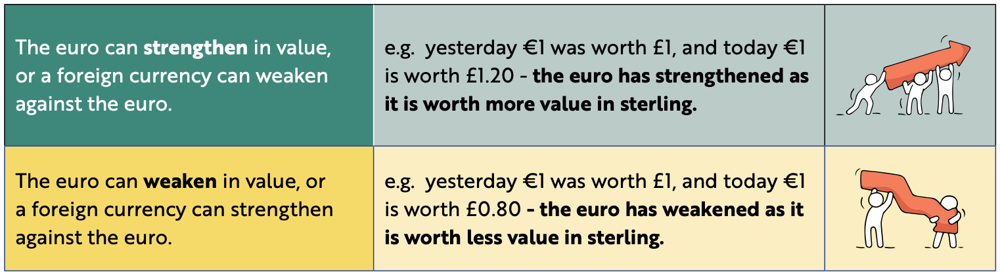 The euro can strengthen in value,
or a foreign currency can weaken
against the euro.
e.g.  yesterday €1 was worth £1, and today €1
is worth £1.20 - the euro has strengthened as
it is worth more value in sterling.
The euro can weaken in value, or
a foreign currency can strengthen
against the euro.
e.g.  yesterday €1 was worth £1, and today €1
is worth £0.80 - the euro has weakened as it
is worth less value in sterling.